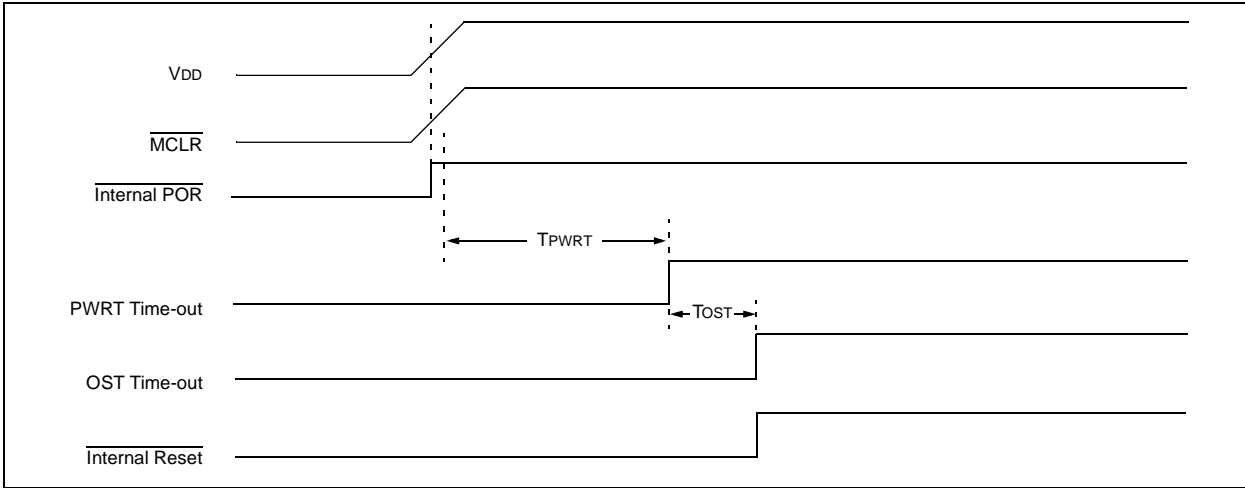 VDD
MCLR
Internal POR
TPWRT
PWRT Time-out
TOST
OST Time-out
Internal Reset